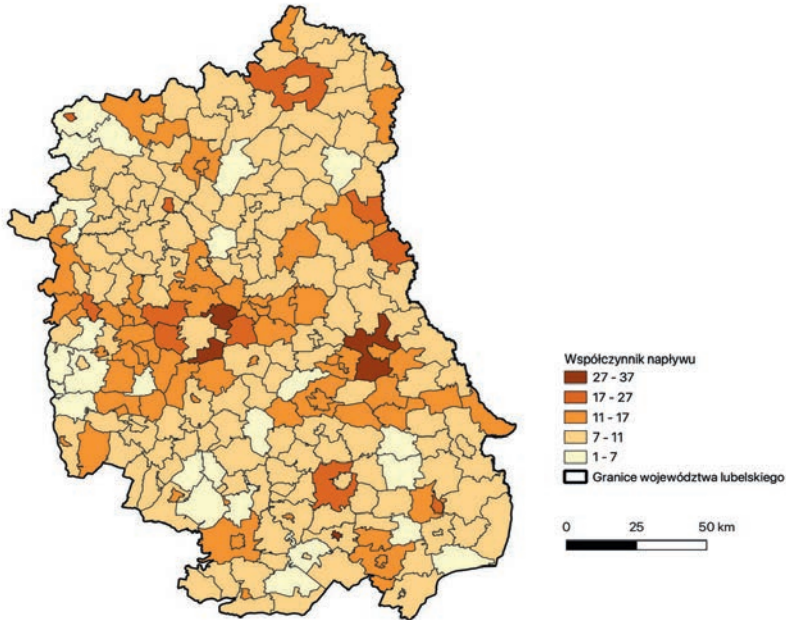 Współczynnik napływu
27 - 37
17 - 27
11 - 17
7 - 11
1 - 7
Granice województwa lubelskiego
0 25 50 km